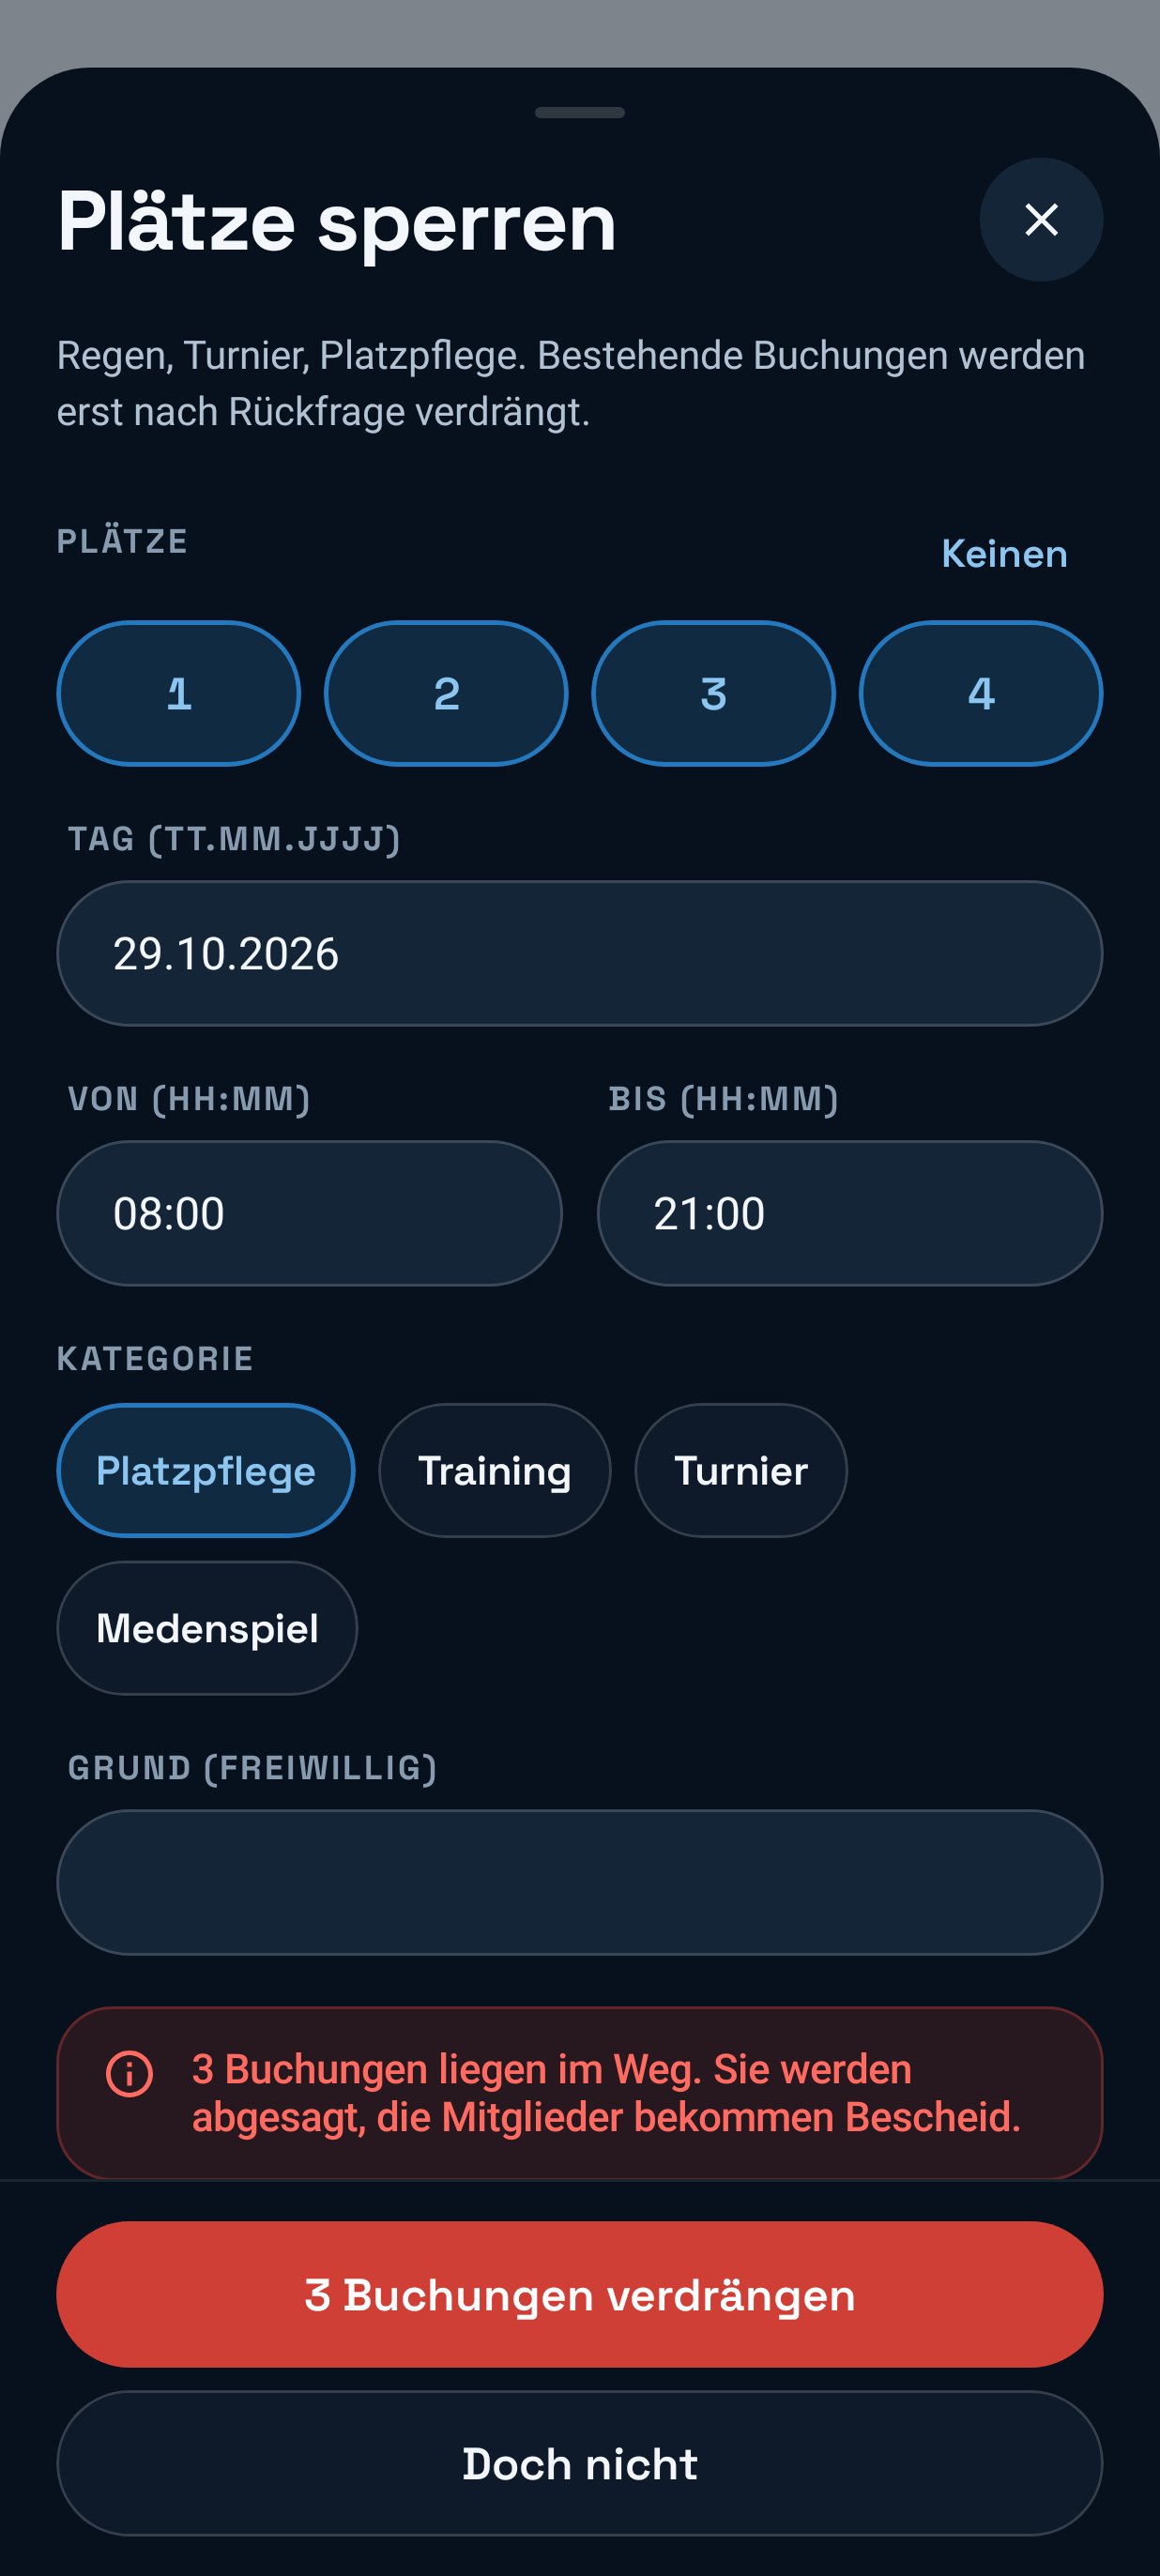 Plätze sperren
Regen, Turnier, Platzpflege. Bestehende Buchungen werden
erst nach Rückfrage verdrängt.
PLÄTZE
Keinen
1 2 3 4
TAG (TT.MM.JJJJ)
29.10.2026
VON (HH:MM) BIS (HH:MM)
08:00 21:00
KATEGORIE
Platzpflege Training Turnier
Medenspiel
GRUND (FREIWILLIG)
3 Buchungen liegen im Weg. Sie werden
abgesagt, die Mitglieder bekommen Bescheid.
3 Buchungen verdrängen
Doch nicht